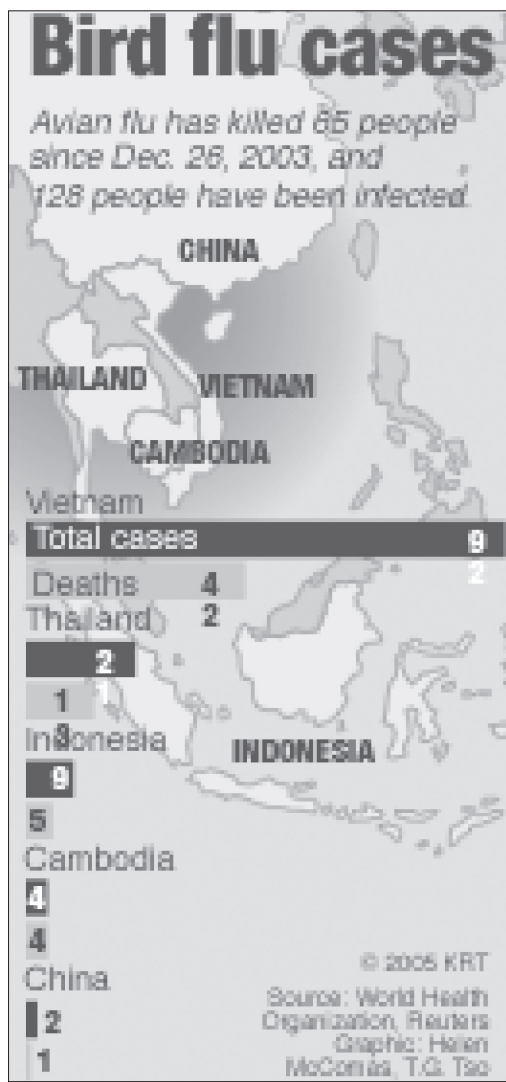 Bird flu cases
Avian flu has killed 65 people
since Dec. 26, 2003, and
128 people have been infected.
CHINA
THAILAND
VIETNAM
CAMBODIA
Vietnam
Total cases 9
2
Deaths 4
2
Thailand
2
1
1
3
Indonesia
INDONESIA
9
5
Cambodia
4
4
China
2
1
© 2005 KRT
Source: World Health
Organization, Reuters
Graphic: Helen
McComas, T.G. Tso